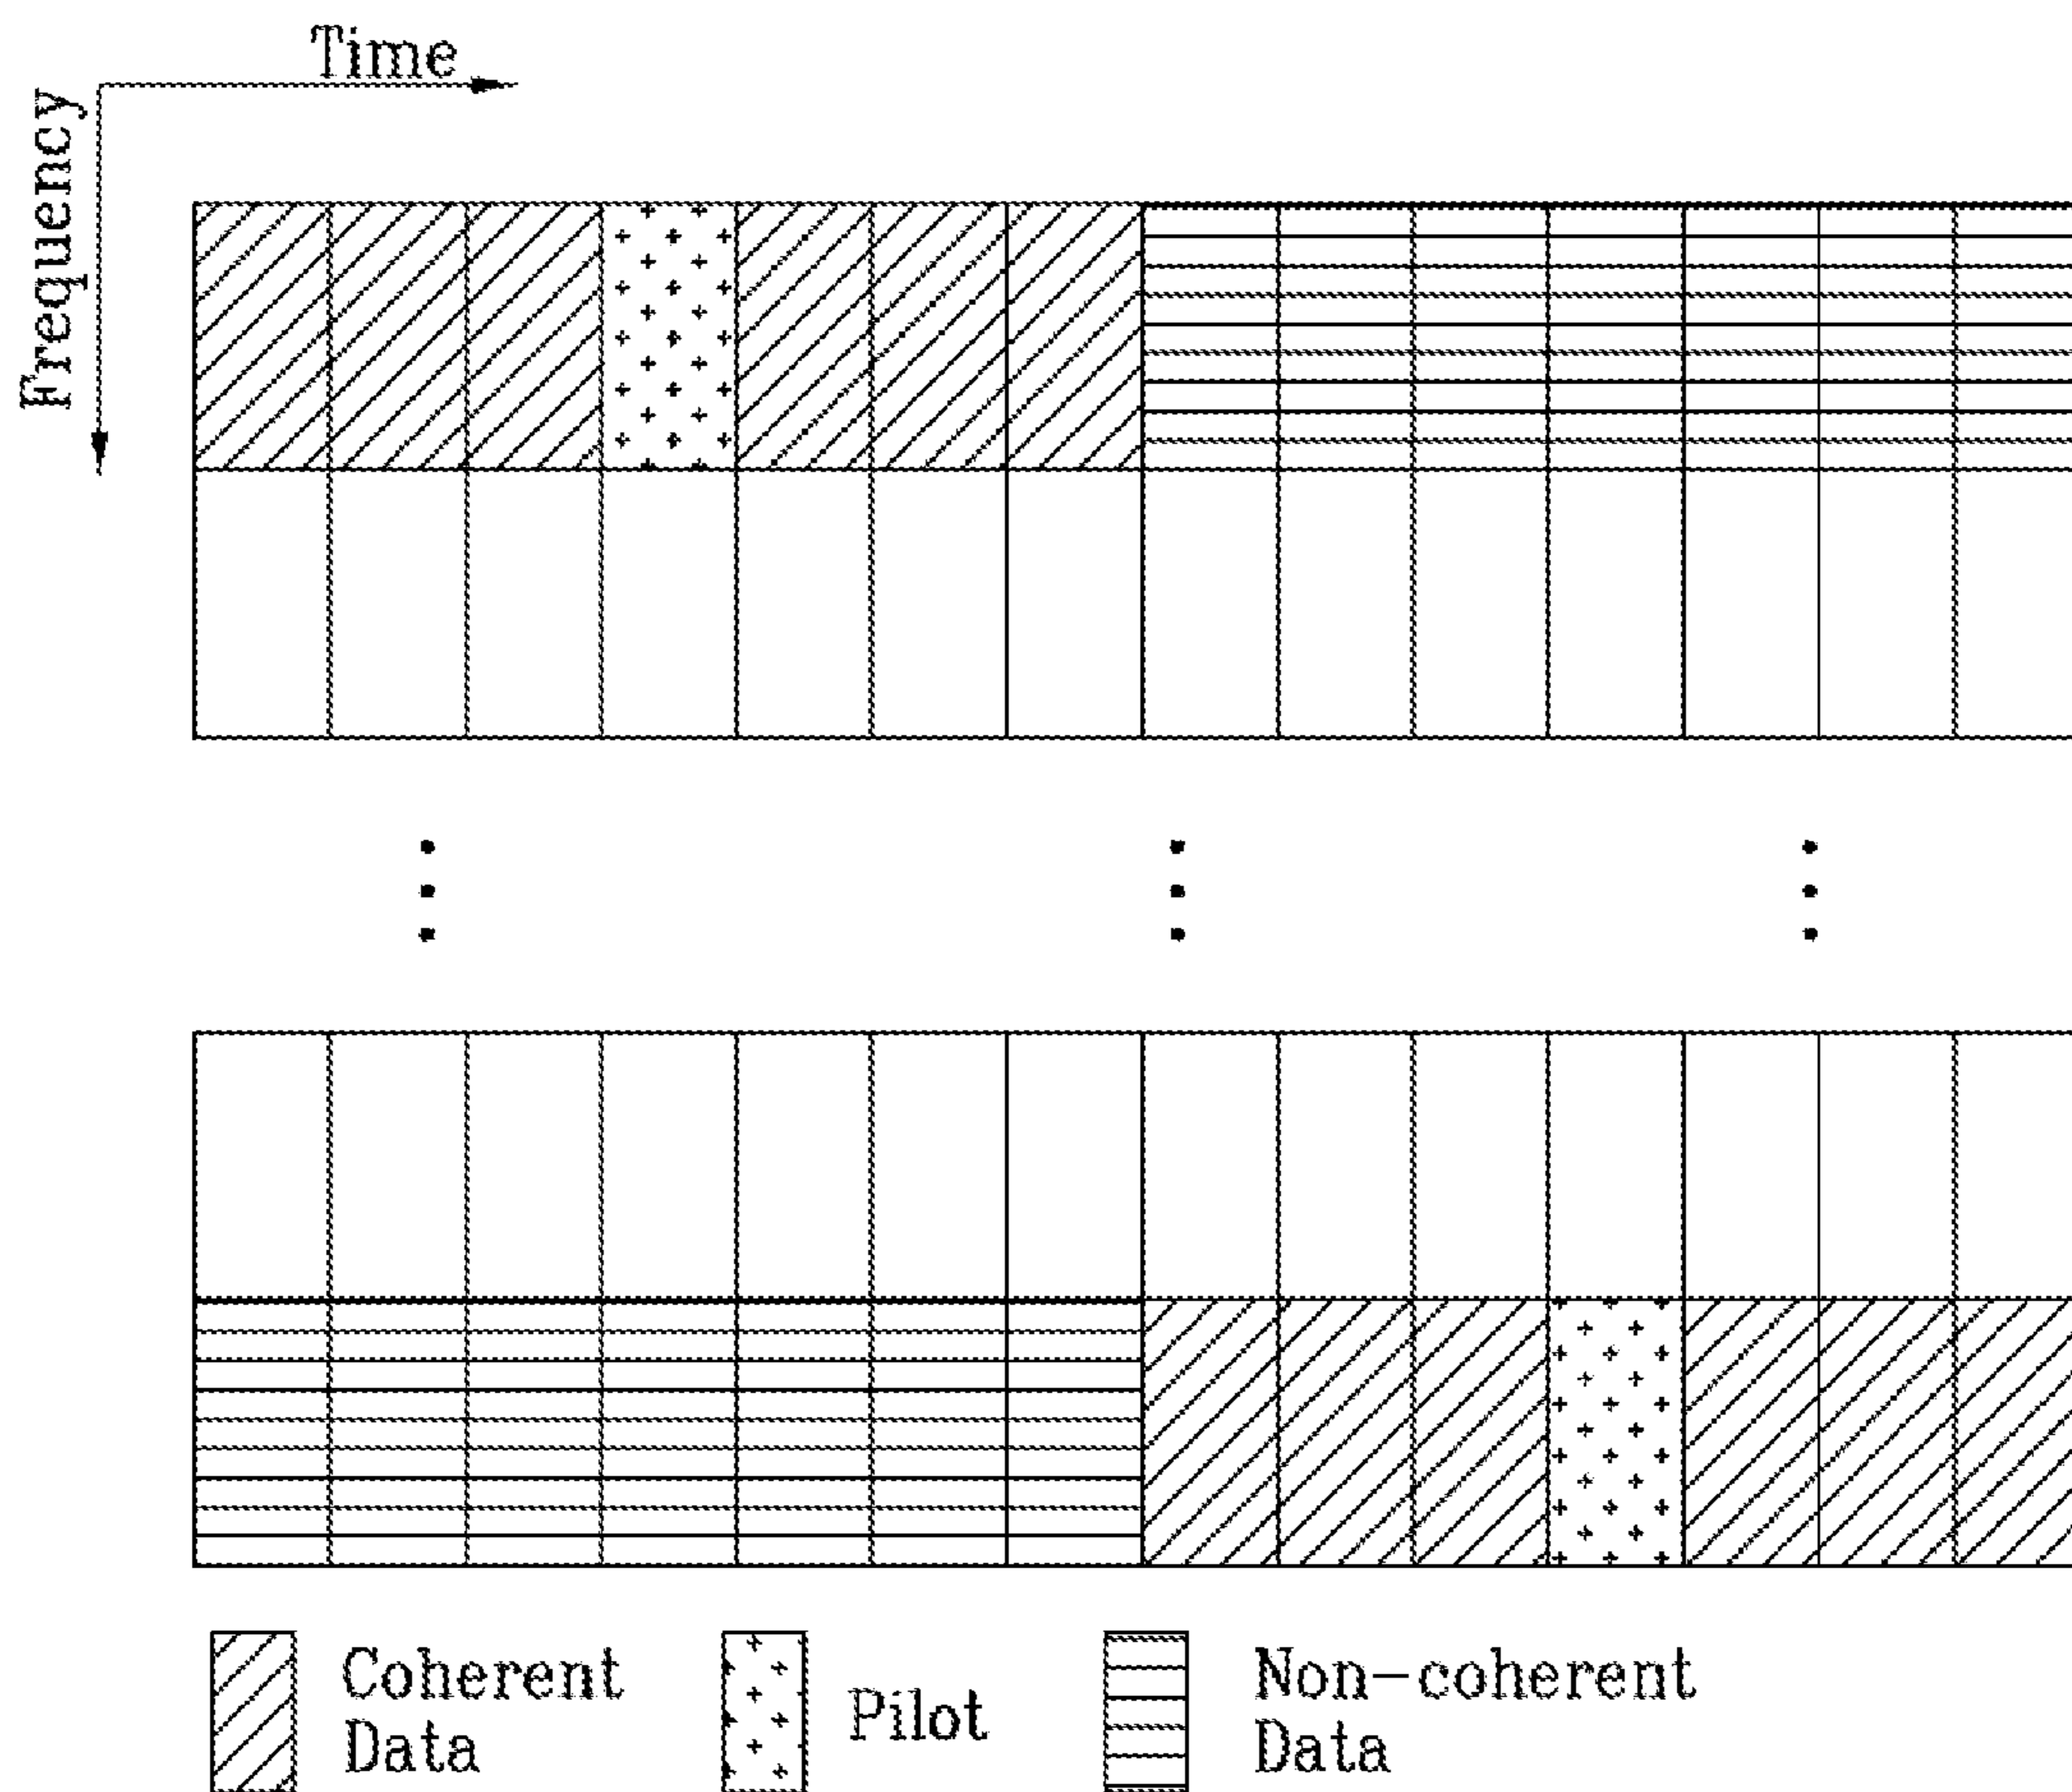 Time
Frequency
Coherent
Data
Pilot
Non-coherent
Data